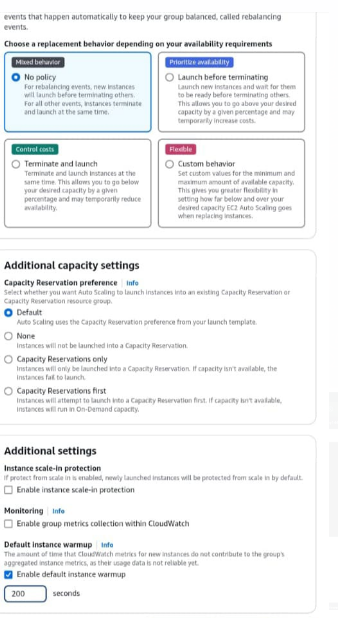 events that happen automatically to keep your group balanced, called rebalancing
events.
Choose a replacement behavior depending on your availability requirements
Mixed behavior
No policy
For rebalancing events, new instances
will launch before terminating others.
For all other events, instances terminate
and launch at the same time.
Prioritize availability
Launch before terminating
Launch new instances and wait for them
to be ready before terminating others.
This allows you to go above your desired
capacity by a given percentage and may
temporarily increase costs.
Control costs
Terminate and launch
Terminate and launch instances at the
same time. This allows you to go below
your desired capacity by a given
percentage and may temporarily reduce
availability.
Flexible
Custom behavior
Set custom values for the minimum and
maximum amount of available capacity.
This gives you greater flexibility in
setting how far below and over your
desired capacity EC2 Auto Scaling goes
when replacing instances.
Additional capacity settings
Capacity Reservation preference | Info
Select whether you want Auto Scaling to launch instances into an existing Capacity Reservation or
Capacity Reservation resource group.
Default
Auto Scaling uses the Capacity Reservation preference from your launch template.
None
Instances will not be launched into a Capacity Reservation.
Capacity Reservations only
Instances will only be launched into a Capacity Reservation. If capacity isn't available, the
instances fail to launch.
Capacity Reservations first
Instances will attempt to launch into a Capacity Reservation first. If capacity isn't available,
instances will run in On-Demand capacity.
Additional settings
Instance scale-in protection
If protect from scale in is enabled, newly launched instances will be protected from scale in by default.
Enable instance scale-in protection
Monitoring | Info
Enable group metrics collection within CloudWatch
Default instance warmup | Info
The amount of time that CloudWatch metrics for new instances do not contribute to the group's
aggregated instance metrics, as their usage data is not reliable yet.
Enable default instance warmup
200 seconds